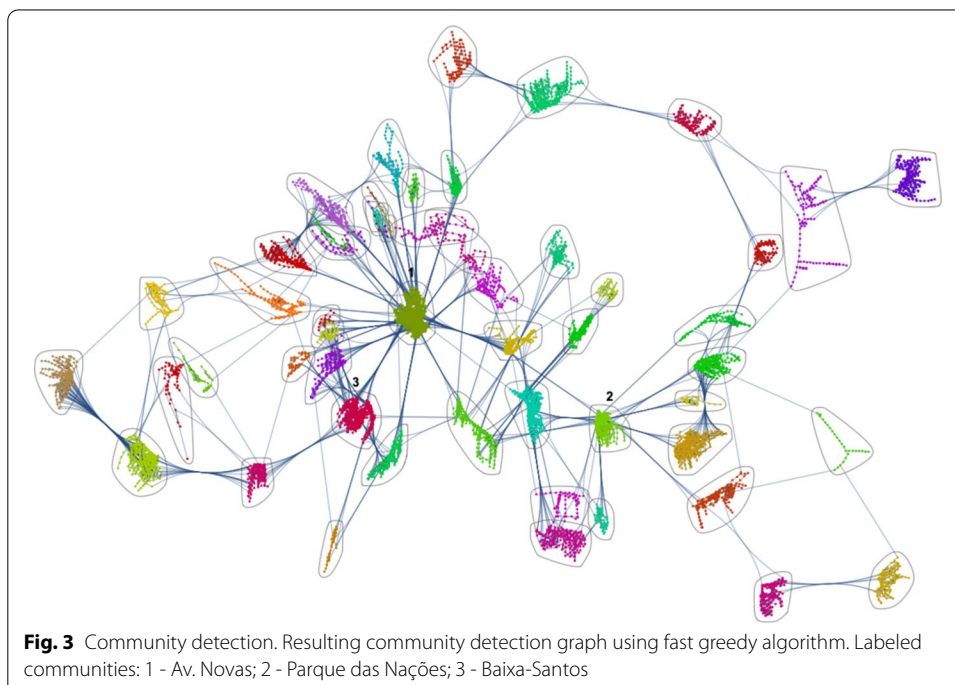 1
3
2
Fig. 3 Community detection. Resulting community detection graph using fast greedy algorithm. Labeled
communities: 1 - Av. Novas; 2 - Parque das Nações; 3 - Baixa-Santos